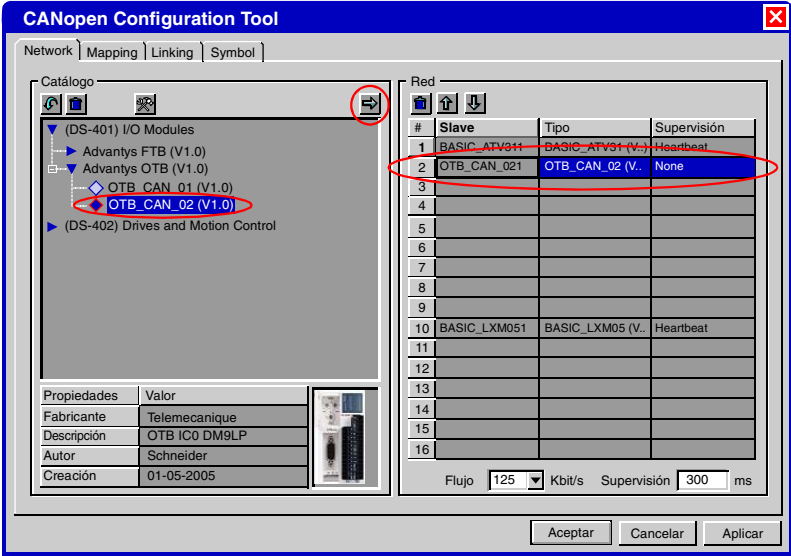 CANopen Configuration Tool
Network Mapping Linking Symbol
Catálogo
(DS-401) I/O Modules
Advantys FTB (V1.0)
Advantys OTB (V1.0)
OTB_CAN_01 (V1.0)
OTB_CAN_02 (V1.0)
(DS-402) Drives and Motion Control
Propiedades Valor
Fabricante Telemecanique
Descripción OTB IC0 DM9LP
Autor Schneider
Creación 01-05-2005
Red
# Slave Tipo Supervisión
1 BASIC_ATV311 BASIC_ATV31 (V..) Heartbeat
2 OTB_CAN_021 OTB_CAN_02 (V.. None
3
4
5
6
7
8
9
10 BASIC_LXM051 BASIC_LXM05 (V.. Heartbeat
11
12
13
14
15
16
Flujo 125 Kbit/s Supervisión 300 ms
Aceptar Cancelar Aplicar